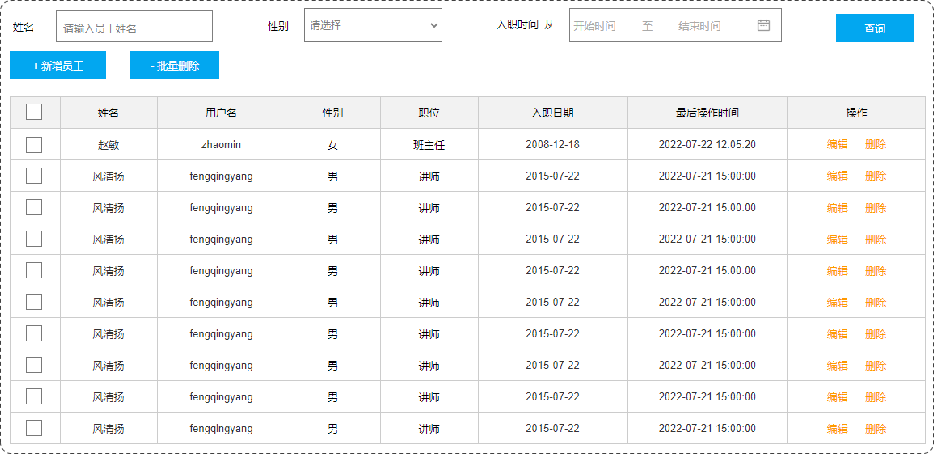 姓名 请输入员工姓名 性别 请选择 入职时间 开始时间 至 结束时间 查询
+ 新增员工 - 批量删除
姓名 用户名 性别 职位 入职日期 最后操作时间 操作
赵敏 zhaomin 女 班主任 2008-12-18 2022-07-22 12:05:20 编辑 删除
风清扬 fengqingyang 男 讲师 2015-07-22 2022-07-21 15:00:00 编辑 删除
风清扬 fengqingyang 男 讲师 2015-07-22 2022-07-21 15:00:00 编辑 删除
风清扬 fengqingyang 男 讲师 2015-07-22 2022-07-21 15:00:00 编辑 删除
风清扬 fengqingyang 男 讲师 2015-07-22 2022-07-21 15:00:00 编辑 删除
风清扬 fengqingyang 男 讲师 2015-07-22 2022-07-21 15:00:00 编辑 删除
风清扬 fengqingyang 男 讲师 2015-07-22 2022-07-21 15:00:00 编辑 删除
风清扬 fengqingyang 男 讲师 2015-07-22 2022-07-21 15:00:00 编辑 删除
风清扬 fengqingyang 男 讲师 2015-07-22 2022-07-21 15:00:00 编辑 删除
风清扬 fengqingyang 男 讲师 2015-07-22 2022-07-21 15:00:00 编辑 删除